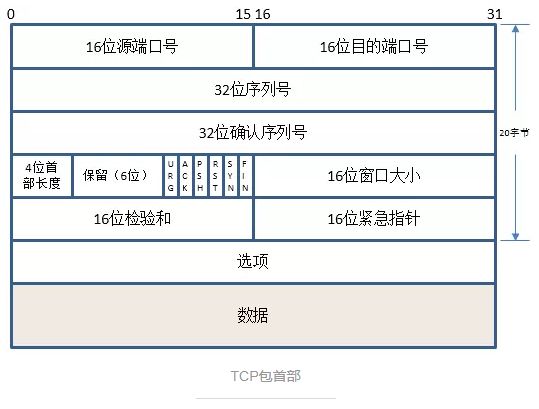 0 15 16 31
16位源端口号 16位目的端口号
32位序列号
20字节
32位确认序列号
4位首部长度 保留（6位） URG ACK PSH RST SYN FIN 16位窗口大小
16位检验和 16位紧急指针
选项
数据
TCP包首部